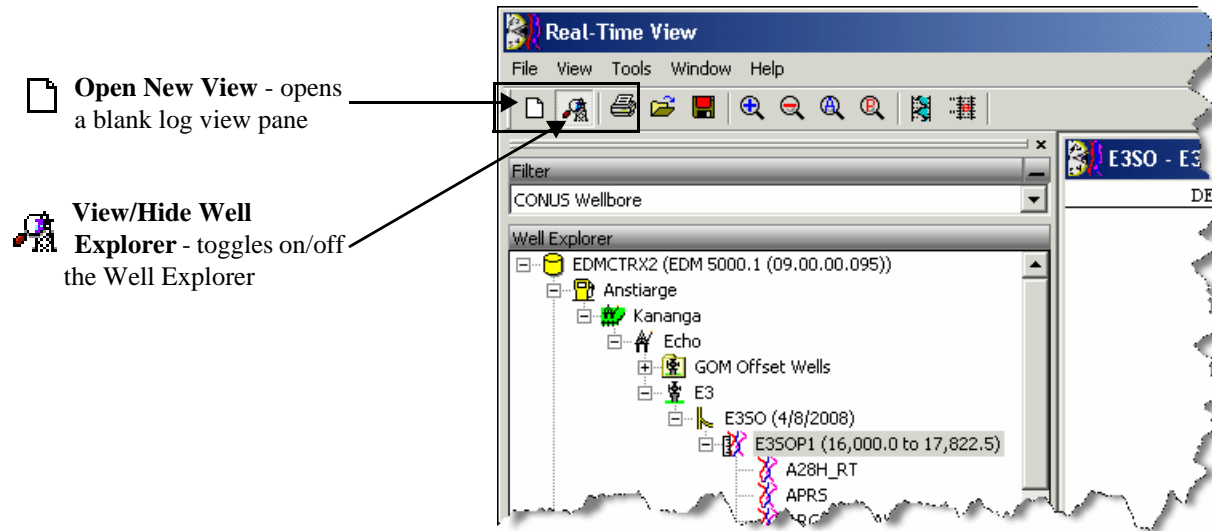 Open New View - opens
a blank log view pane
View/Hide Well
Explorer - toggles on/off
the Well Explorer
Real-Time View
File View Tools Window Help
Filter
CONUS Wellbore
Well Explorer
EDMCTRX2 (EDM 5000.1 (09.00.00.095))
Anstiarge
Kananga
Echo
GOM Offset Wells
E3
E3SO (4/8/2008)
E3SOP1 (16,000.0 to 17,822.5)
A28H_RT
APRS
E3SO - E3
DE